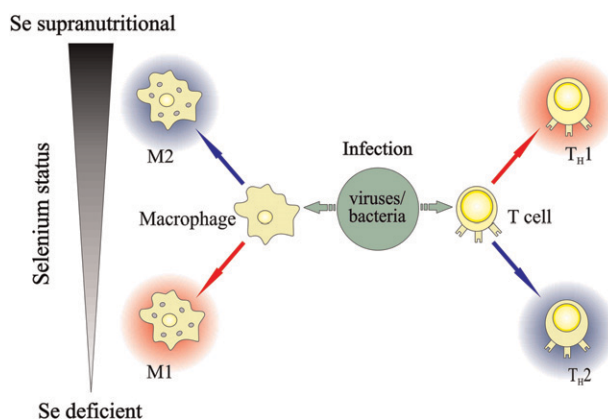 Se supranutritional
Selenium status
Se deficient
M2
Macrophage
M1
Infection
viruses/
bacteria
T cell
TH1
TH2